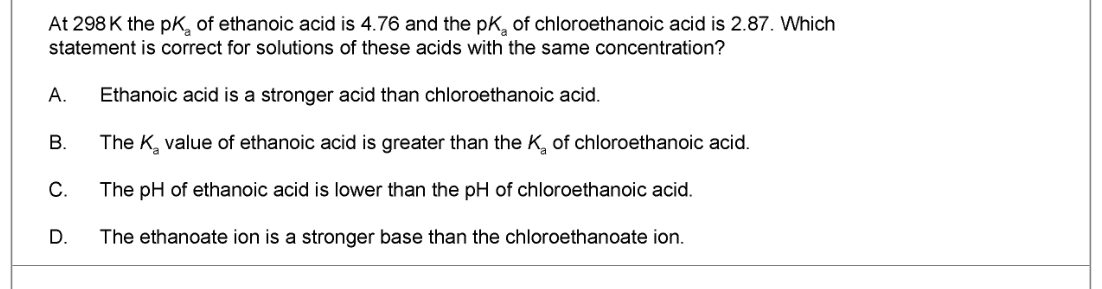 At 298 K the pKa of ethanoic acid is 4.76 and the pKa of chloroethanoic acid is 2.87. Which
statement is correct for solutions of these acids with the same concentration?
A. Ethanoic acid is a stronger acid than chloroethanoic acid.
B. The Ka value of ethanoic acid is greater than the Ka of chloroethanoic acid.
C. The pH of ethanoic acid is lower than the pH of chloroethanoic acid.
D. The ethanoate ion is a stronger base than the chloroethanoate ion.